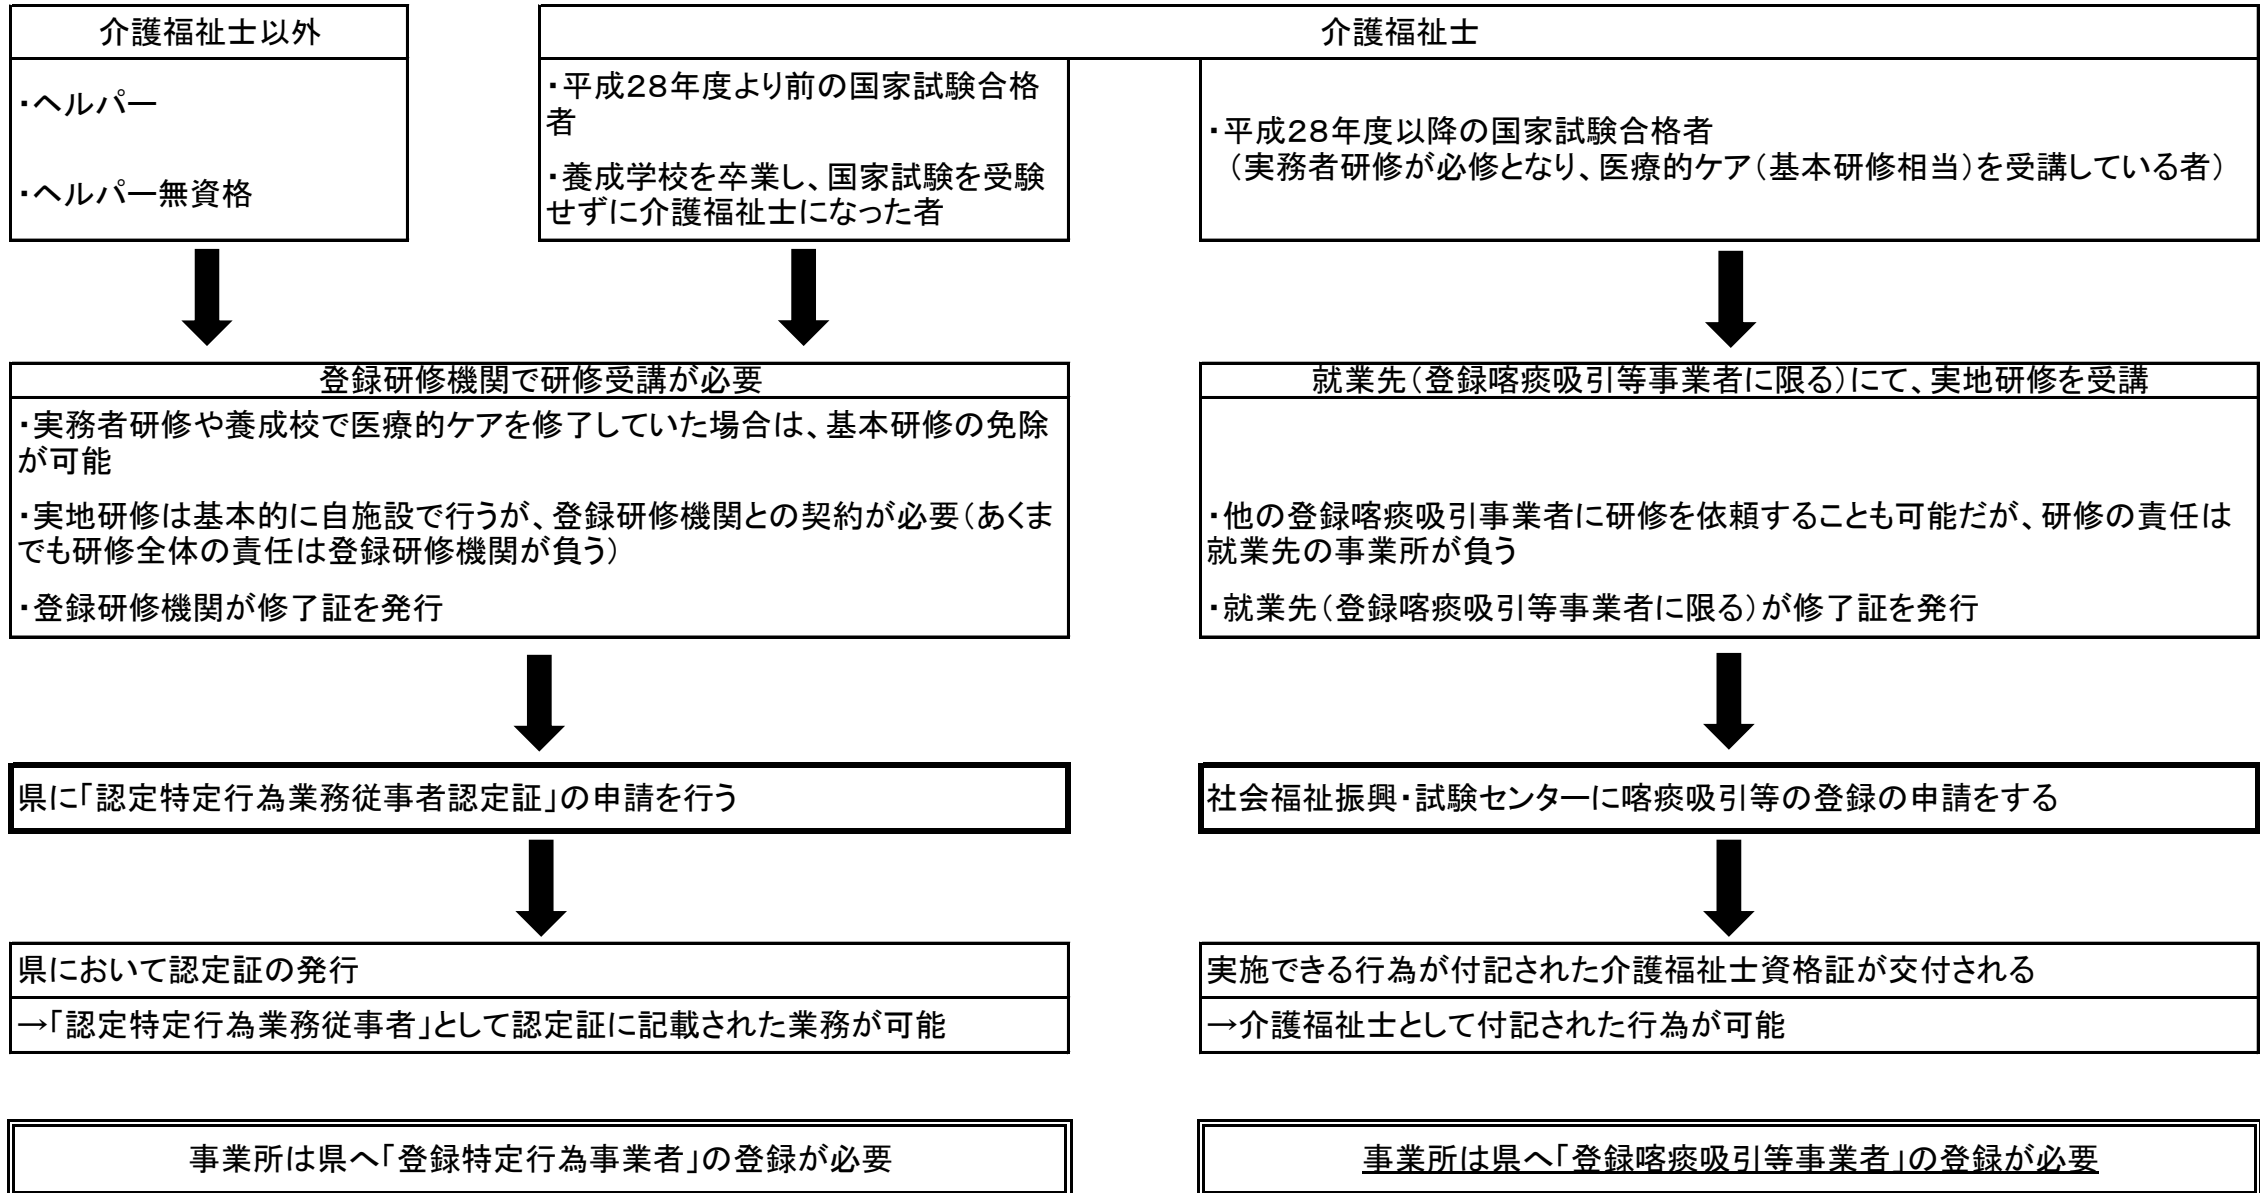 介護福祉士以外
介護福祉士
・ヘルパー
・ヘルパー無資格
・平成28年度より前の国家試験合格
者
・養成学校を卒業し、国家試験を受験
せずに介護福祉士になった者
・平成28年度以降の国家試験合格者
（実務者研修が必修となり、医療的ケア（基本研修相当）を受講している者）
登録研修機関で研修受講が必要
・実務者研修や養成校で医療的ケアを修了していた場合は、基本研修の免除
が可能
・実地研修は基本的に自施設で行うが、登録研修機関との契約が必要（あくま
でも研修全体の責任は登録研修機関が負う）
・登録研修機関が修了証を発行
就業先（登録喀痰吸引等事業者に限る）にて、実地研修を受講
・他の登録喀痰吸引事業者に研修を依頼することも可能だが、研修の責任は
就業先の事業所が負う
・就業先（登録喀痰吸引等事業者に限る）が修了証を発行
県に「認定特定行為業務従事者認定証」の申請を行う
社会福祉振興・試験センターに喀痰吸引等の登録の申請をする
県において認定証の発行
→「認定特定行為業務従事者」として認定証に記載された業務が可能
実施できる行為が付記された介護福祉士資格証が交付される
→介護福祉士として付記された行為が可能
事業所は県へ「登録特定行為事業者」の登録が必要
事業所は県へ「登録喀痰吸引等事業者」の登録が必要